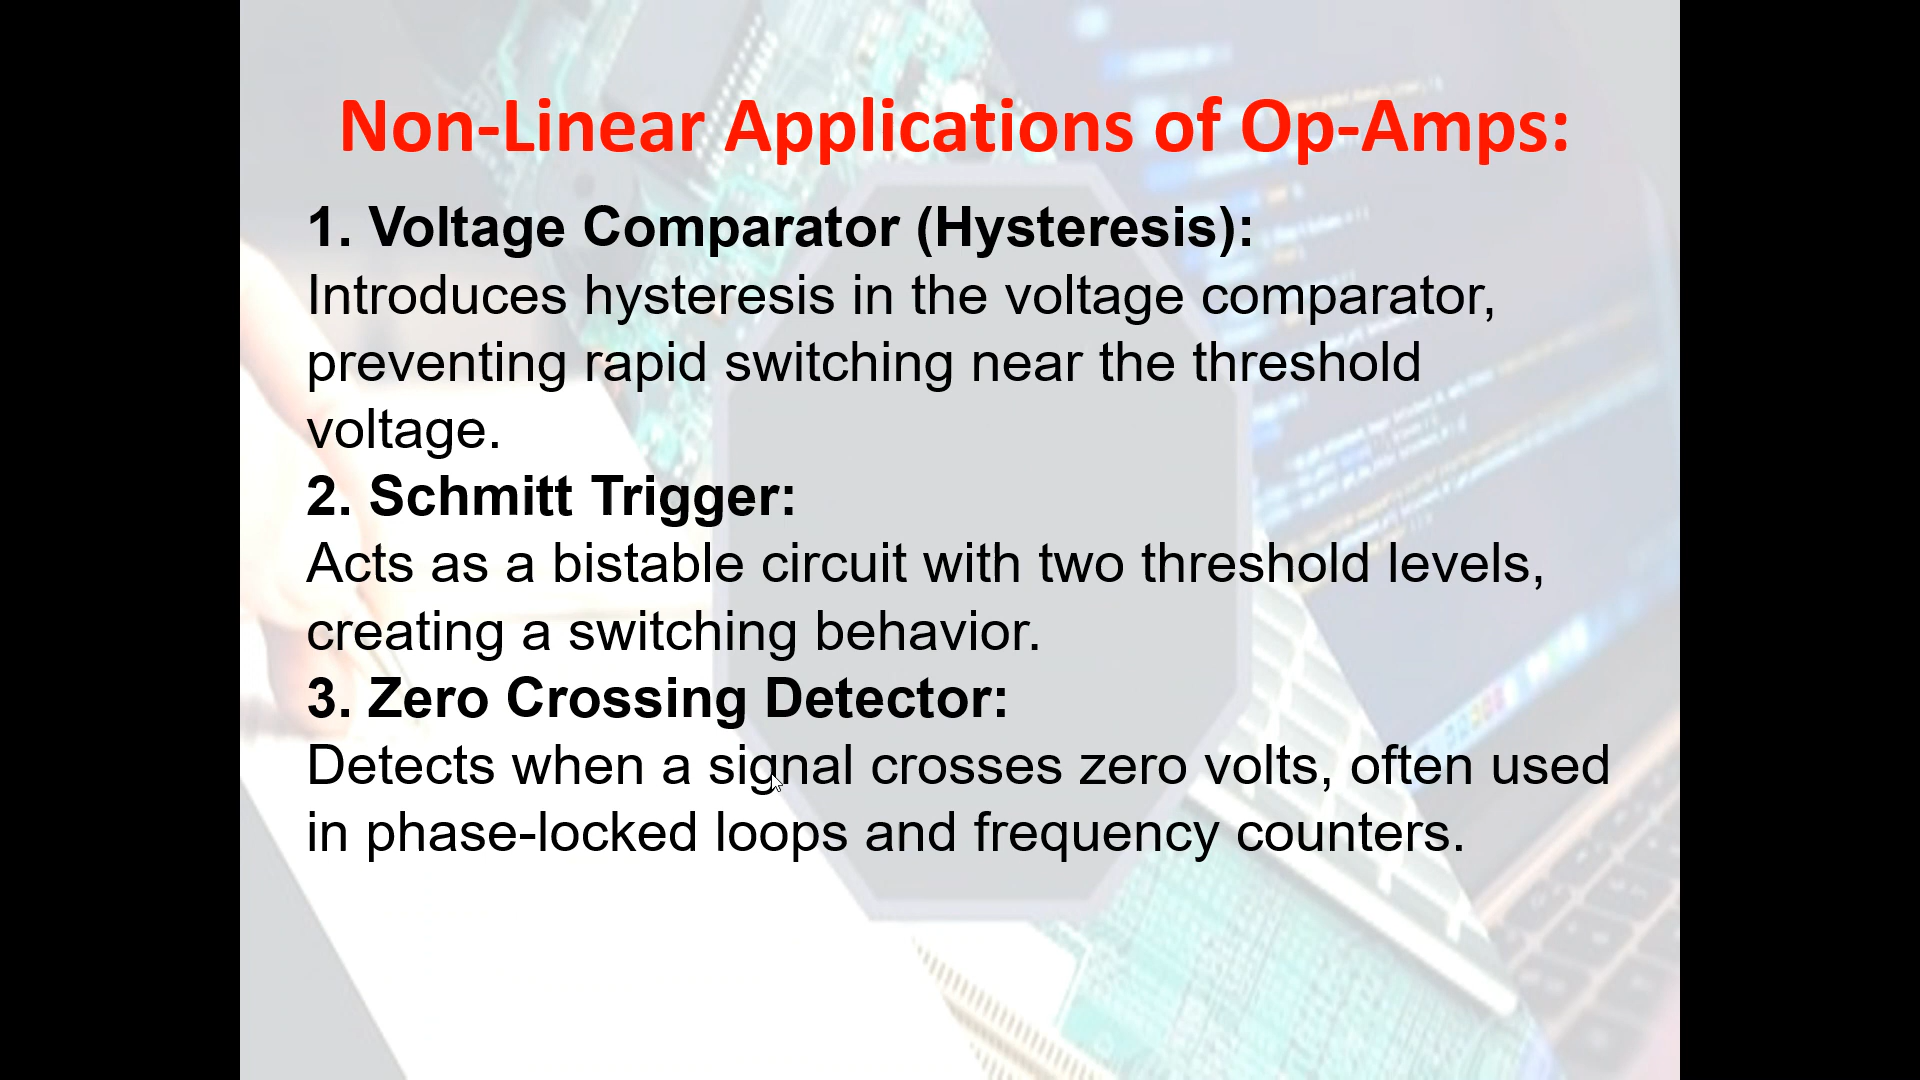 Non-Linear Applications of Op-Amps:
1. Voltage Comparator (Hysteresis):
Introduces hysteresis in the voltage comparator,
preventing rapid switching near the threshold
voltage.
2. Schmitt Trigger:
Acts as a bistable circuit with two threshold levels,
creating a switching behavior.
3. Zero Crossing Detector:
Detects when a signal crosses zero volts, often used
in phase-locked loops and frequency counters.